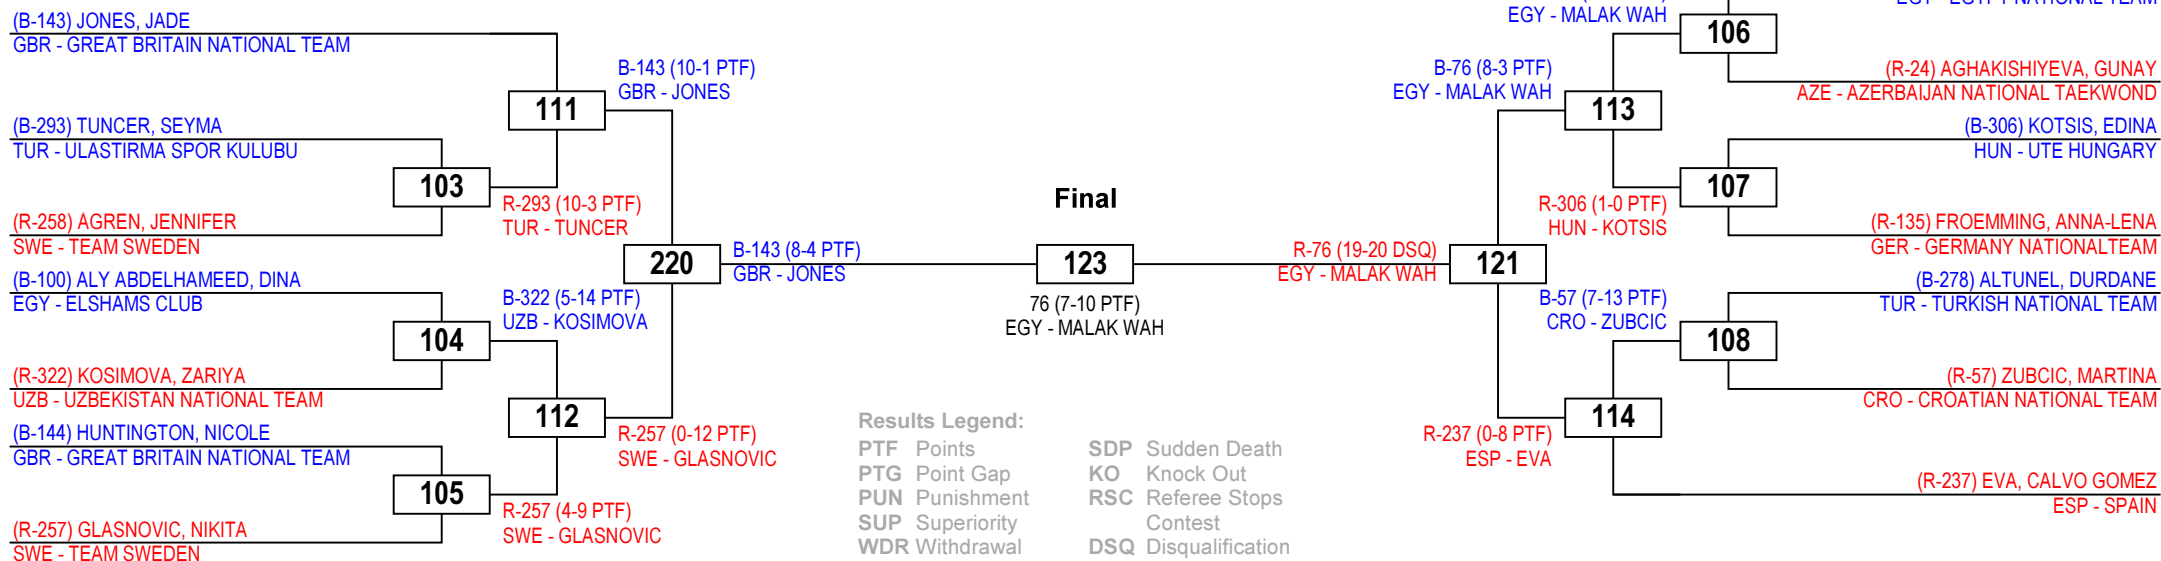 (B-143) JONES, JADE
GBR - GREAT BRITAIN NATIONAL TEAM
B-143 (10-1 PTF)
GBR - JONES
111
(B-293) TUNCER, SEYMA
TUR - ULASTIRMA SPOR KULUBU
103
R-293 (10-3 PTF)
TUR - TUNCER
(R-258) AGREN, JENNIFER
SWE - TEAM SWEDEN
220
B-143 (8-4 PTF)
GBR - JONES
(B-100) ALY ABDELHAMEED, DINA
EGY - ELSHAMS CLUB
B-322 (5-14 PTF)
UZB - KOSIMOVA
104
(R-322) KOSIMOVA, ZARIYA
UZB - UZBEKISTAN NATIONAL TEAM
112
R-257 (0-12 PTF)
SWE - GLASNOVIC
(B-144) HUNTINGTON, NICOLE
GBR - GREAT BRITAIN NATIONAL TEAM
105
R-257 (4-9 PTF)
SWE - GLASNOVIC
(R-257) GLASNOVIC, NIKITA
SWE - TEAM SWEDEN
Final
123
76 (7-10 PTF)
EGY - MALAK WAH
Results Legend:
PTF Points
PTG Point Gap
PUN Punishment
SUP Superiority
WDR Withdrawal
SDP Sudden Death
KO Knock Out
RSC Referee Stops
Contest
DSQ Disqualification
EGY - MALAK WAH
106
(R-24) AGHAKISHIYEVA, GUNAY
AZE - AZERBAIJAN NATIONAL TAEKWOND
B-76 (8-3 PTF)
EGY - MALAK WAH
113
(B-306) KOTSIS, EDINA
HUN - UTE HUNGARY
107
R-306 (1-0 PTF)
HUN - KOTSIS
(R-135) FROEMMING, ANNA-LENA
GER - GERMANY NATIONALTEAM
R-76 (19-20 DSQ)
EGY - MALAK WAH
121
(B-278) ALTUNEL, DURDANE
TUR - TURKISH NATIONAL TEAM
B-57 (7-13 PTF)
CRO - ZUBCIC
108
(R-57) ZUBCIC, MARTINA
CRO - CROATIAN NATIONAL TEAM
114
R-237 (0-8 PTF)
ESP - EVA
(R-237) EVA, CALVO GOMEZ
ESP - SPAIN